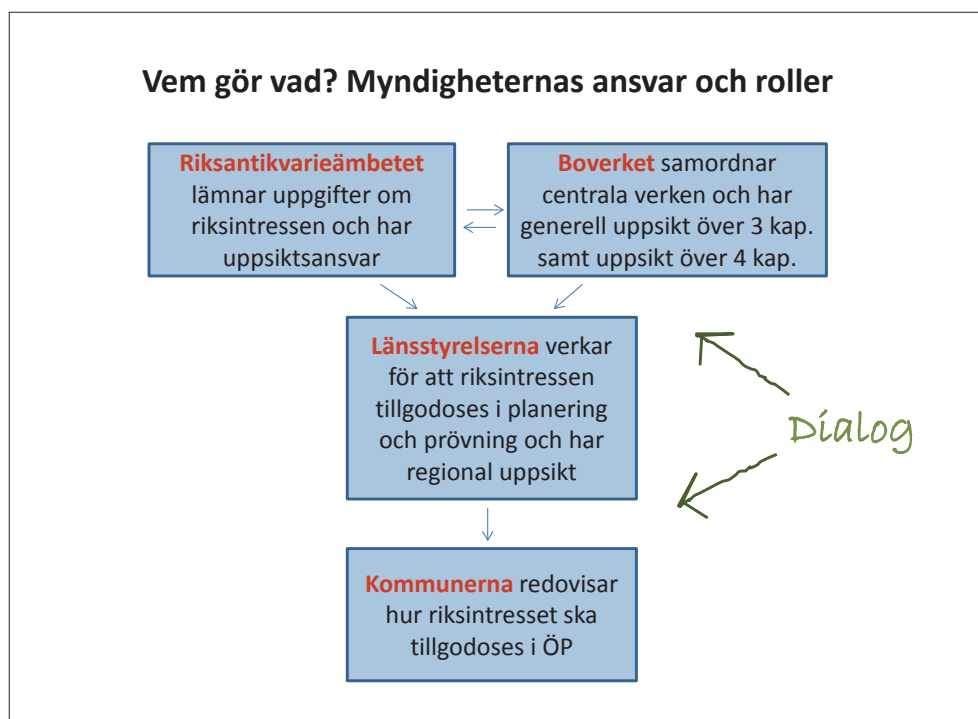 Vem gör vad? Myndigheternas ansvar och roller
Riksantikvarieämbetet
lämnar uppgifter om
riksintressen och har
uppsiktsansvar
Boverket samordnar
centrala verken och har
generell uppsikt över 3 kap.
samt uppsikt över 4 kap.
Länsstyrelserna verkar
för att riksintressen
tillgodoses i planering
och prövning och har
regional uppsikt
Dialog
Kommunerna redovisar
hur riksintresset ska
tillgodoses i ÖP